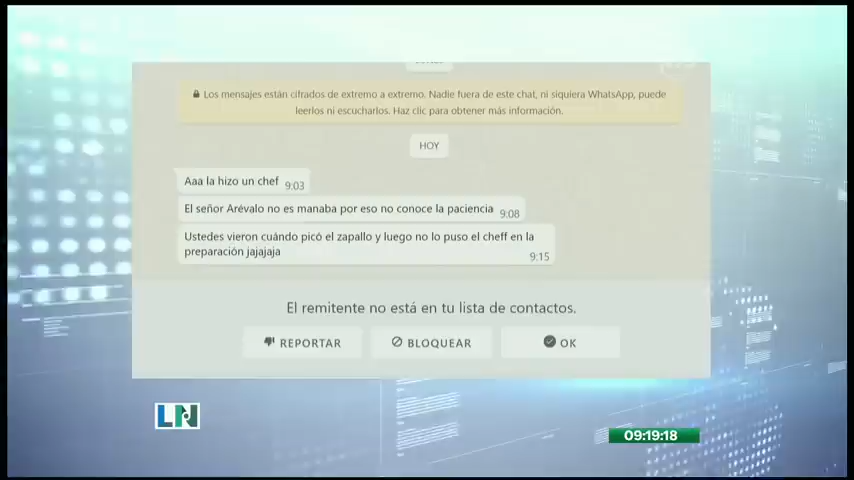 Los mensajes están cifrados de extremo a extremo. Nadie fuera de este chat, ni siquiera WhatsApp, puede
leerlos ni escucharlos. Haz clic para obtener más información.
HOY
Aaa la hizo un chef 9:03
El señor Arévalo no es manaba por eso no conoce la paciencia 9:08
Ustedes vieron cuándo picó el zapallo y luego no lo puso el cheff en la
preparación jajajaja 9:15
El remitente no está en tu lista de contactos.
REPORTAR BLOQUEAR OK
LN
09:19:18